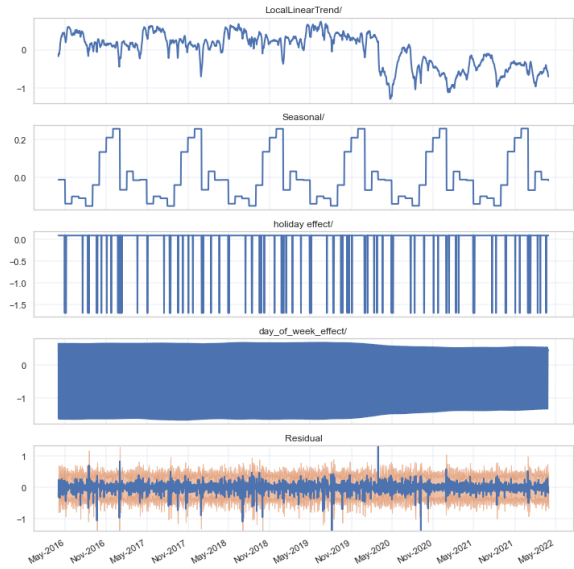 LocalLinearTrend/
0
−1
Seasonal/
0.2
0.0
holiday effect/
0.0
−0.5
−1.0
−1.5
day_of_week_effect/
0
−1
Residual
1
0
−1
May-2016 Nov-2016 May-2017 Nov-2017 May-2018 Nov-2018 May-2019 Nov-2019 May-2020 Nov-2020 May-2021 Nov-2021 May-2022